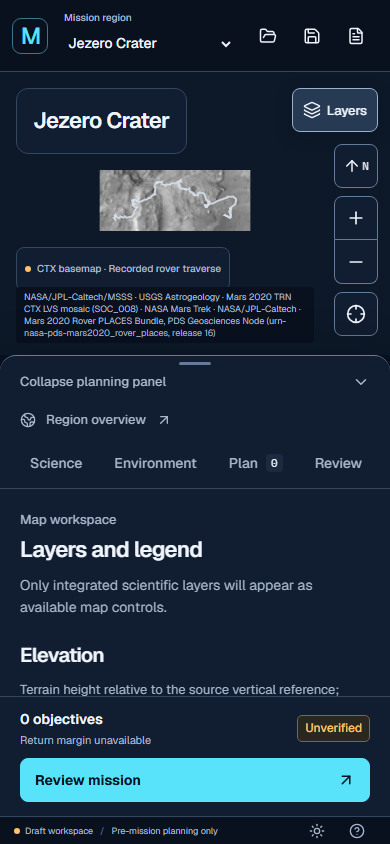 M
Mission region
Jezero Crater
Jezero Crater
Layers
N
CTX basemap · Recorded rover traverse
NASA/JPL-Caltech/MSSS · USGS Astrogeology · Mars 2020 TRN
CTX LVS mosaic (SOC_008) · NASA Mars Trek · NASA/JPL-Caltech ·
Mars 2020 Rover PLACES Bundle, PDS Geosciences Node (urn-
nasa-pds-mars2020_rover_places, release 16)
Collapse planning panel
Region overview
Science Environment Plan 0 Review
Map workspace
Layers and legend
Only integrated scientific layers will appear as
available map controls.
Elevation
Terrain height relative to the source vertical reference;
0 objectives
Return margin unavailable
Unverified
Review mission
Draft workspace / Pre-mission planning only